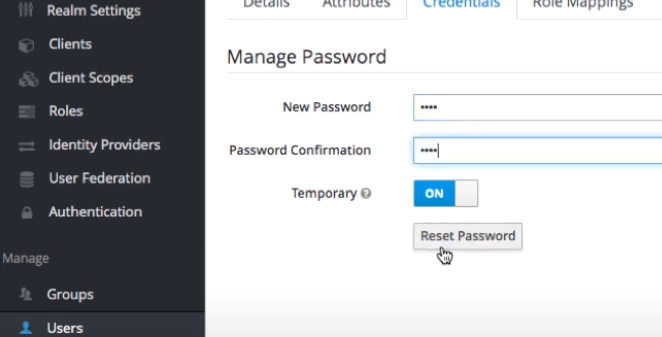 Realm Settings
Clients
Client Scopes
Roles
Identity Providers
User Federation
Authentication
Manage
Groups
Users
Details Attributes Credentials Role Mappings
Manage Password
New Password ••••
Password Confirmation ••••
Temporary ON
Reset Password